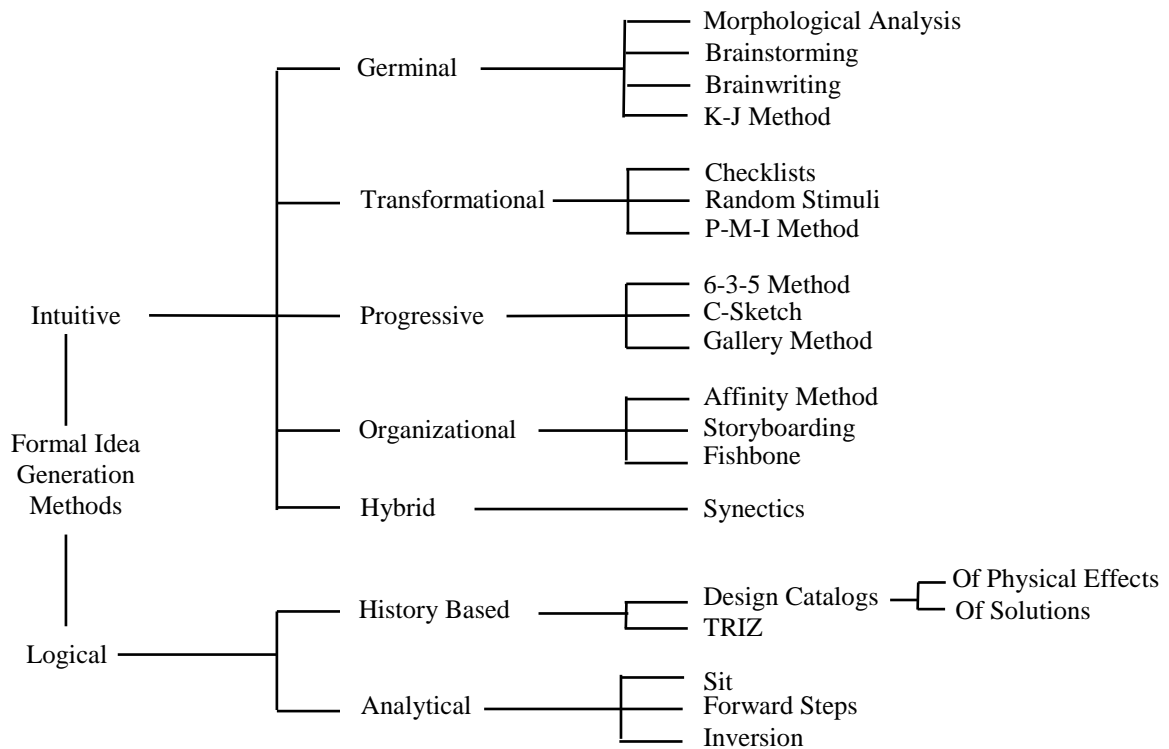 Morphological Analysis
Brainstorming
Germinal
Brainwriting
K-J Method
Checklists
Transformational
Random Stimuli
P-M-I Method
6-3-5 Method
Intuitive
Progressive
C-Sketch
Gallery Method
Affinity Method
Organizational
Storyboarding
Fishbone
Formal Idea
Generation
Methods
Hybrid
Synectics
Of Physical Effects
History Based
Design Catalogs
Of Solutions
TRIZ
Logical
Sit
Analytical
Forward Steps
Inversion